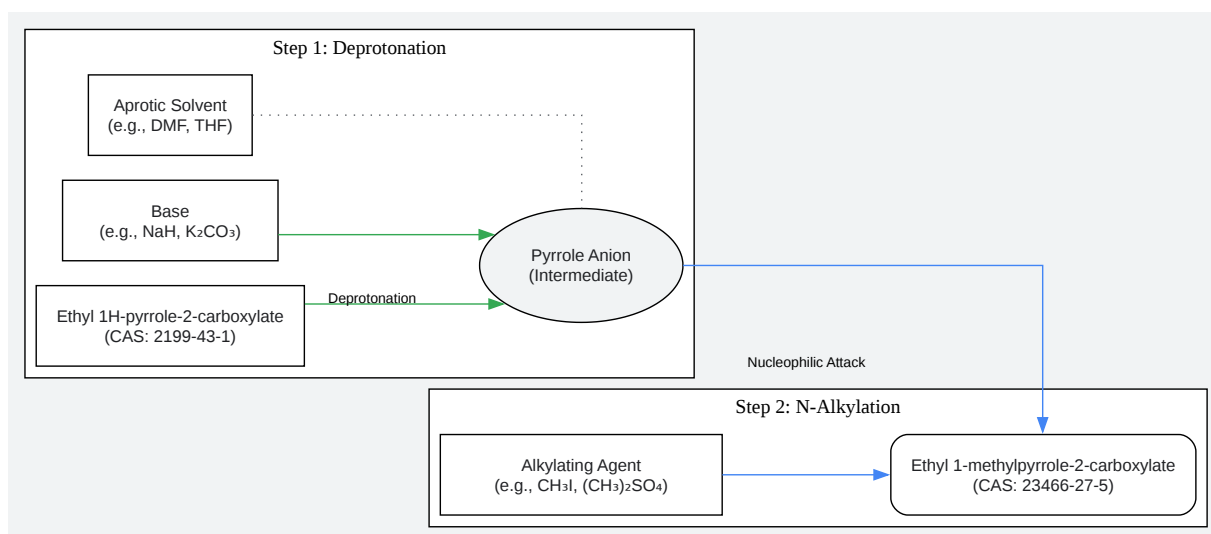 Step 1: Deprotonation
Aprotic Solvent
(e.g., DMF, THF)
Base
(e.g., NaH, K₂CO₃)
Ethyl 1H-pyrrole-2-carboxylate
(CAS: 2199-43-1)
Deprotonation
Pyrrole Anion
(Intermediate)
Nucleophilic Attack
Step 2: N-Alkylation
Alkylating Agent
(e.g., CH₃I, (CH₃)₂SO₄)
Ethyl 1-methylpyrrole-2-carboxylate
(CAS: 23466-27-5)